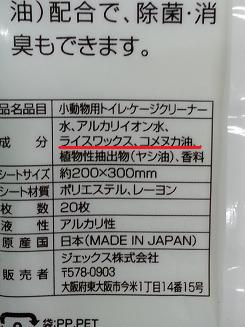 油)配合で、除菌・消
臭もできます。
品名品目 小動物用トイレ・ケージクリーナー
成分 水、アルカリイオン水、
ライスワックス、コメヌカ油、
植物性抽出物(ヤシ油)、香料
シートサイズ 約200×300mm
シート材質 ポリエステル、レーヨン
枚数 20枚
液性 アルカリ性
原産国 日本(MADE IN JAPAN)
販売者 ジェックス株式会社
〒578-0903
大阪府東大阪市今米1丁目14番15号
袋:PP,PET